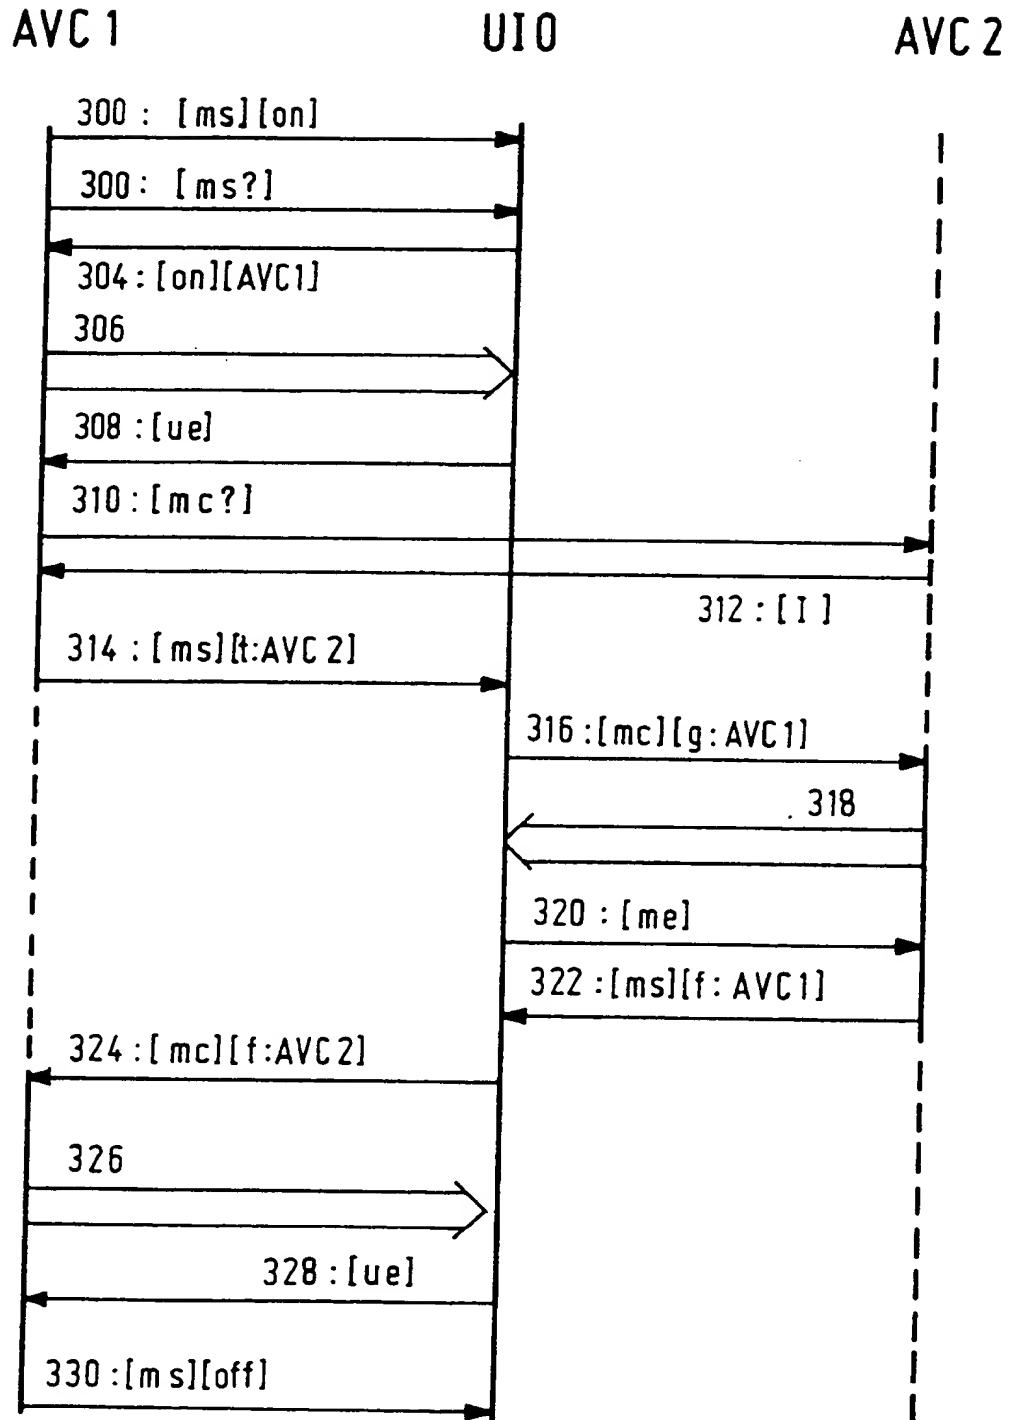 AVC 1 UIO AVC 2
300 : [ms][on]
300 : [ms?]
304 : [on][AVC1]
306
308 : [ue]
310 : [mc?]
312 : [I ]
314 : [ms][t:AVC 2]
316 :[mc][g: AVC1]
318
320 : [me]
322 :[ms][f: AVC1]
324 :[mc][f:AVC2]
326
328 : [ue]
330 :[ms][off]